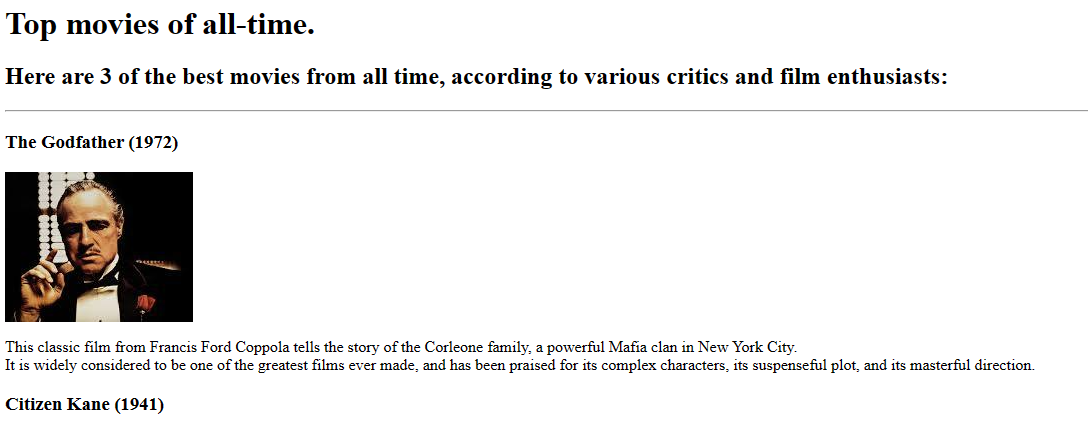 Top movies of all-time.
Here are 3 of the best movies from all time, according to various critics and film enthusiasts:
The Godfather (1972)
This classic film from Francis Ford Coppola tells the story of the Corleone family, a powerful Mafia clan in New York City.
It is widely considered to be one of the greatest films ever made, and has been praised for its complex characters, its suspenseful plot, and its masterful direction.
Citizen Kane (1941)